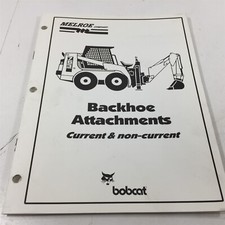 MELROE
Backhoe
Attachments
Current & non-current
bobcat